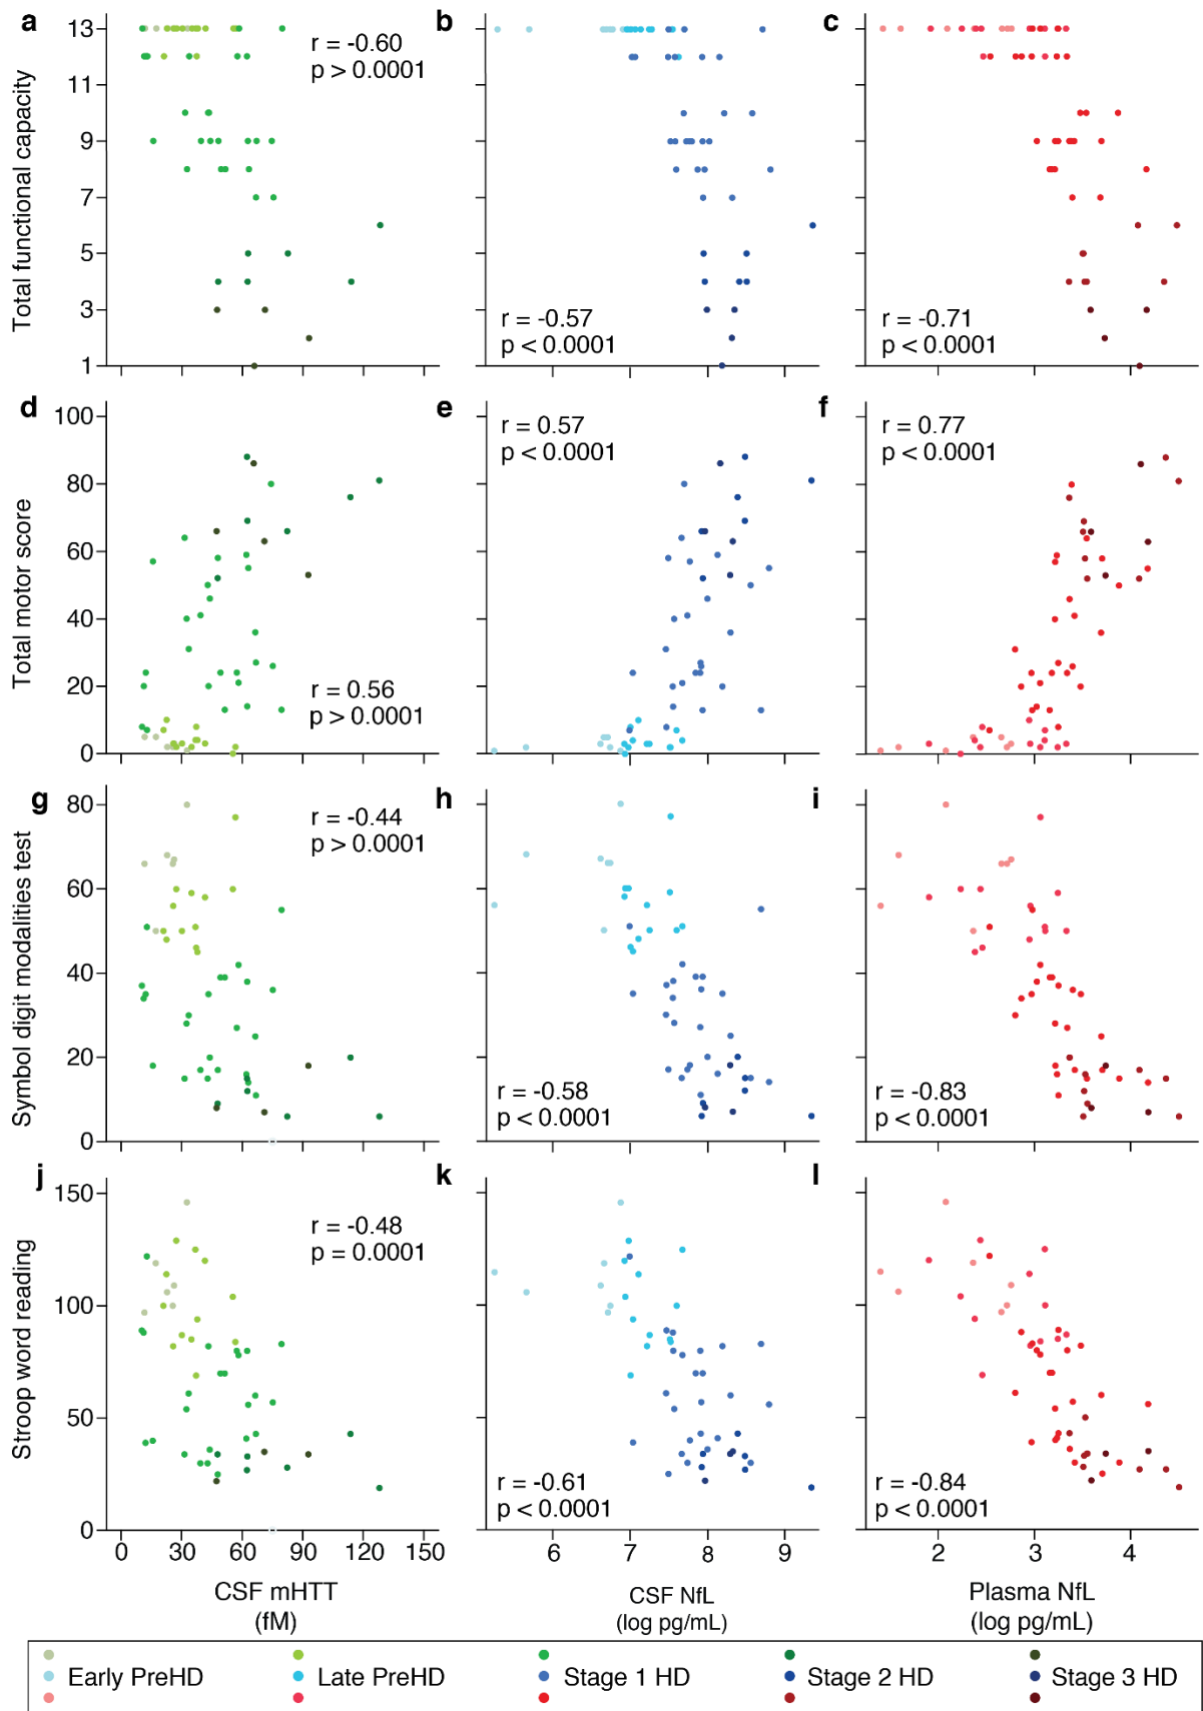 a
b
c
Total functional capacity
13
11
9
7
5
3
1
r = -0.60
p > 0.0001
r = -0.57
p < 0.0001
r = -0.71
p < 0.0001
d
e
f
Total motor score
100
80
60
40
20
0
r = 0.56
p > 0.0001
r = 0.57
p < 0.0001
r = 0.77
p < 0.0001
g
h
i
Symbol digit modalities test
80
60
40
20
0
r = -0.44
p > 0.0001
r = -0.58
p < 0.0001
r = -0.83
p < 0.0001
j
k
l
Stroop word reading
150
100
50
0
r = -0.48
p = 0.0001
r = -0.61
p < 0.0001
r = -0.84
p < 0.0001
0 30 60 90 120 150
6 7 8 9
2 3 4
CSF mHTT
(fM)
CSF NfL
(log pg/mL)
Plasma NfL
(log pg/mL)
Early PreHD
Late PreHD
Stage 1 HD
Stage 2 HD
Stage 3 HD